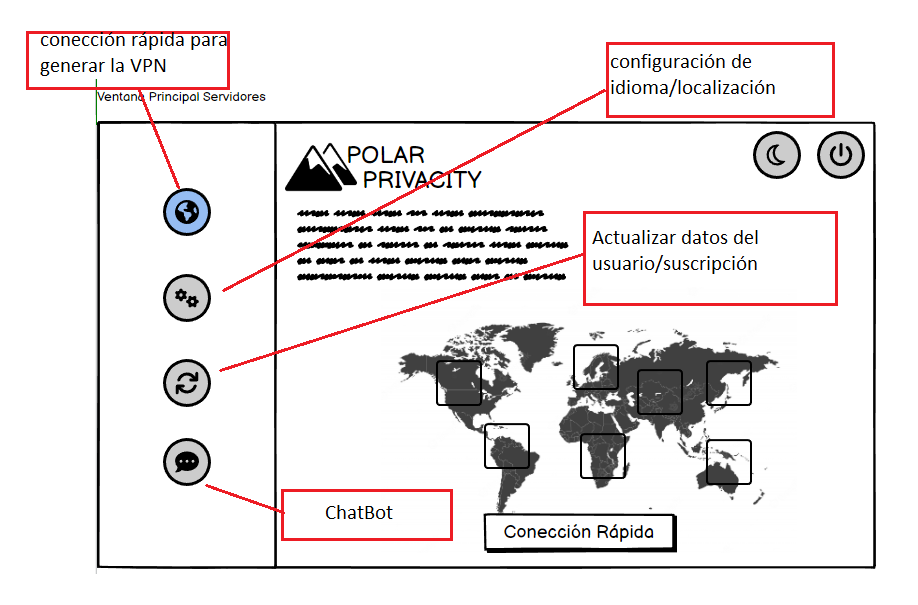 conección rápida para
generar la VPN
configuración de
idioma/localización
Ventana Principal Servidores
POLAR
PRIVACITY
Actualizar datos del
usuario/suscripción
ChatBot
Conección Rápida